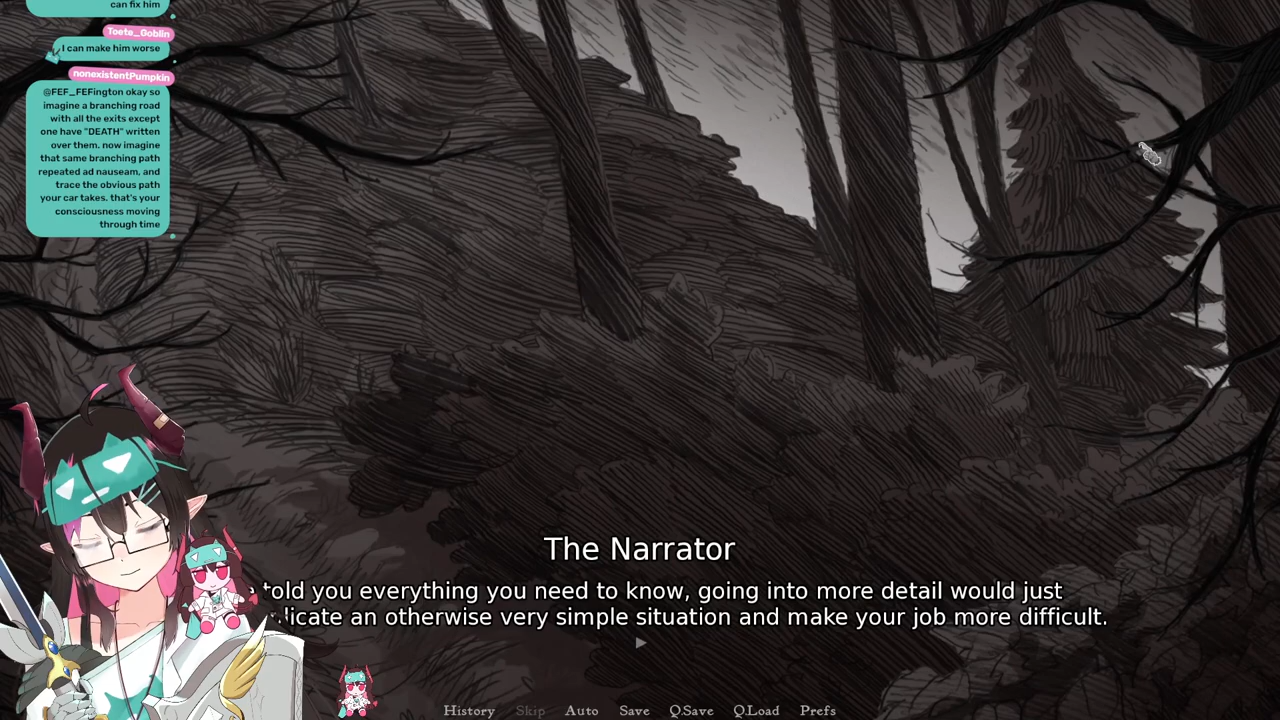 can fix him
Toete_Goblin
I can make him worse
nonexistentPumpkin
@FEF_FEFington okay so
imagine a branching road
with all the exits except
one have "DEATH" written
over them. now imagine
that same branching path
repeated ad nauseam, and
trace the obvious path
your car takes. that's your
consciousness moving
through time
The Narrator
told you everything you need to know, going into more detail would just
licate an otherwise very simple situation and make your job more difficult.
History Skip Auto Save Q.Save Q.Load Prefs